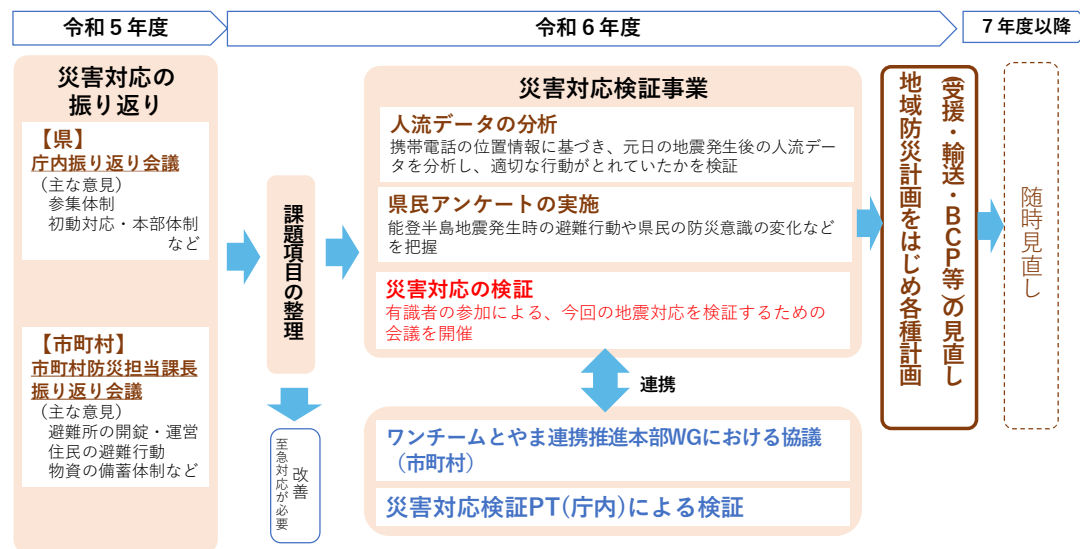 令和５年度
令和６年度
７年度以降
災害対応の
振り返り
【県】
庁内振り返り会議
（主な意見）
参集体制
初動対応・本部体制
など
【市町村】
市町村防災担当課長
振り返り会議
（主な意見）
避難所の開錠・運営
住民の避難行動
物資の備蓄体制など
課題項目の整理
至急対応が必要
改善
災害対応検証事業
人流データの分析
携帯電話の位置情報に基づき、元日の地震発生後の人流デー
タを分析し、適切な行動がとれていたかを検証
県民アンケートの実施
能登半島地震発生時の避難行動や県民の防災意識の変化など
を把握
災害対応の検証
有識者の参加による、今回の地震対応を検証するための
会議を開催
連携
ワンチームとやま連携推進本部WGにおける協議
（市町村）
災害対応検証PT(庁内)による検証
地域防災計画をはじめ各種計画
（受援・輸送・BCP等）の見直し
随時見直し